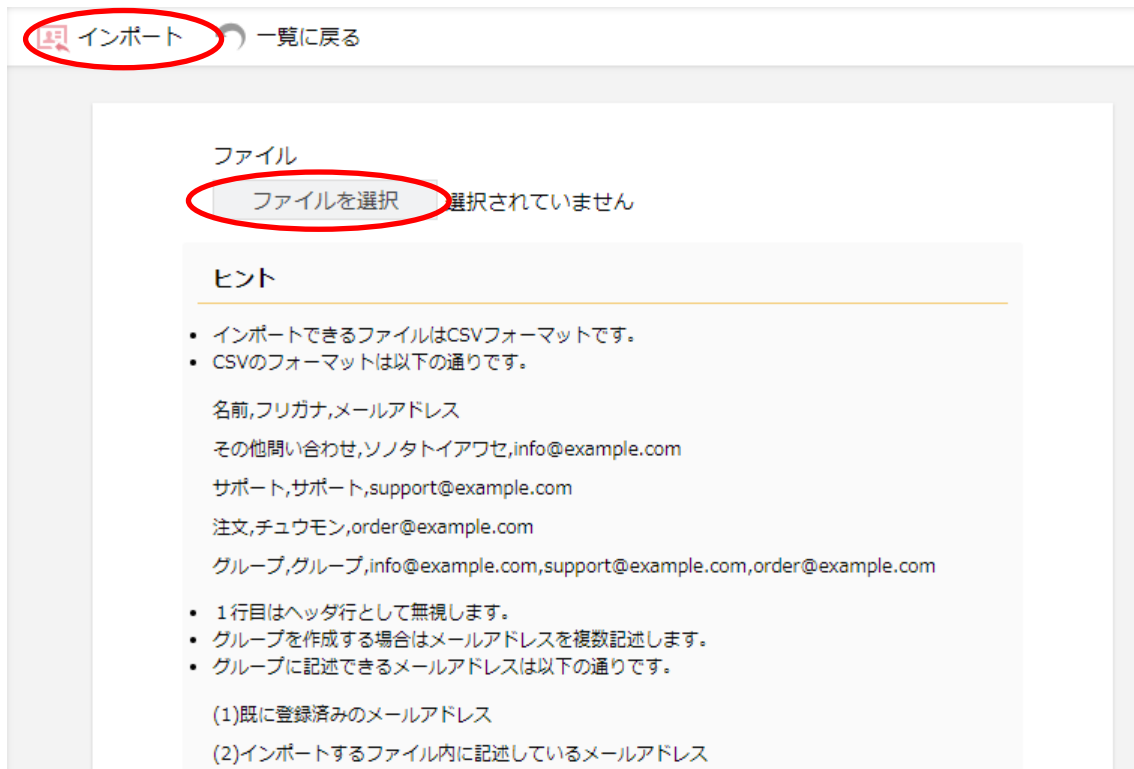 インポート 一覧に戻る
ファイル
ファイルを選択 選択されていません
ヒント
• インポートできるファイルはCSVフォーマットです。
• CSVのフォーマットは以下の通りです。
名前,フリガナ,メールアドレス
その他問い合わせ,ソノタトイアワセ,info@example.com
サポート,サポート,support@example.com
注文,チュウモン,order@example.com
グループ,グループ,info@example.com,support@example.com,order@example.com
• １行目はヘッダ行として無視します。
• グループを作成する場合はメールアドレスを複数記述します。
• グループに記述できるメールアドレスは以下の通りです。
(1)既に登録済みのメールアドレス
(2)インポートするファイル内に記述しているメールアドレス